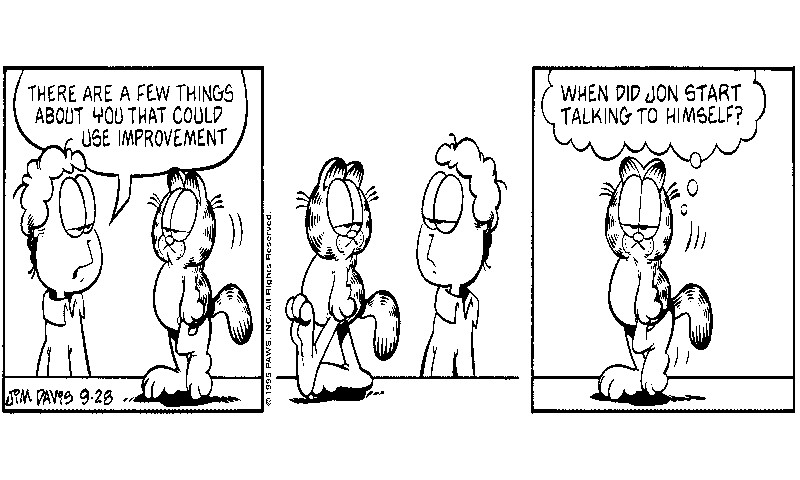 THERE ARE A FEW THINGS
ABOUT YOU THAT COULD
USE IMPROVEMENT
JIM DAVIS 9-28
© 1995 PAWS, INC. All Rights Reserved.
WHEN DID JON START
TALKING TO HIMSELF?